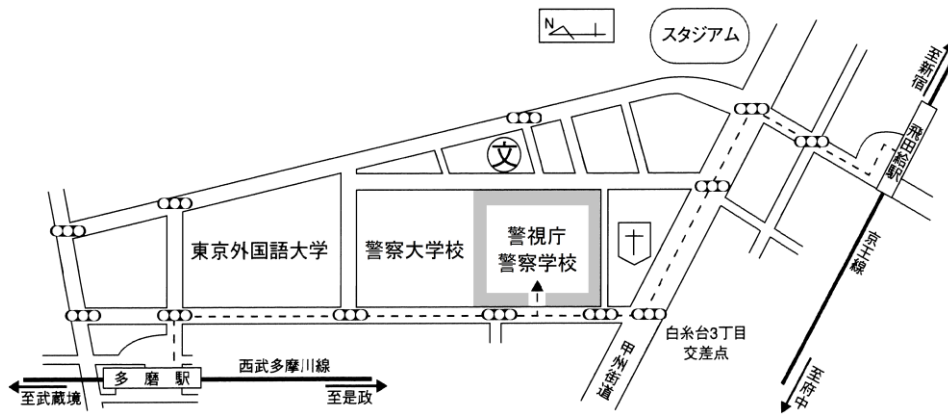 N
スタジアム
至新宿
飛田給駅
文
東京外国語大学
警察大学校
警視庁
警察学校
京王線
白糸台3丁目
交差点
甲州街道
西武多摩川線
多磨駅
至武蔵境
至是政
至府中